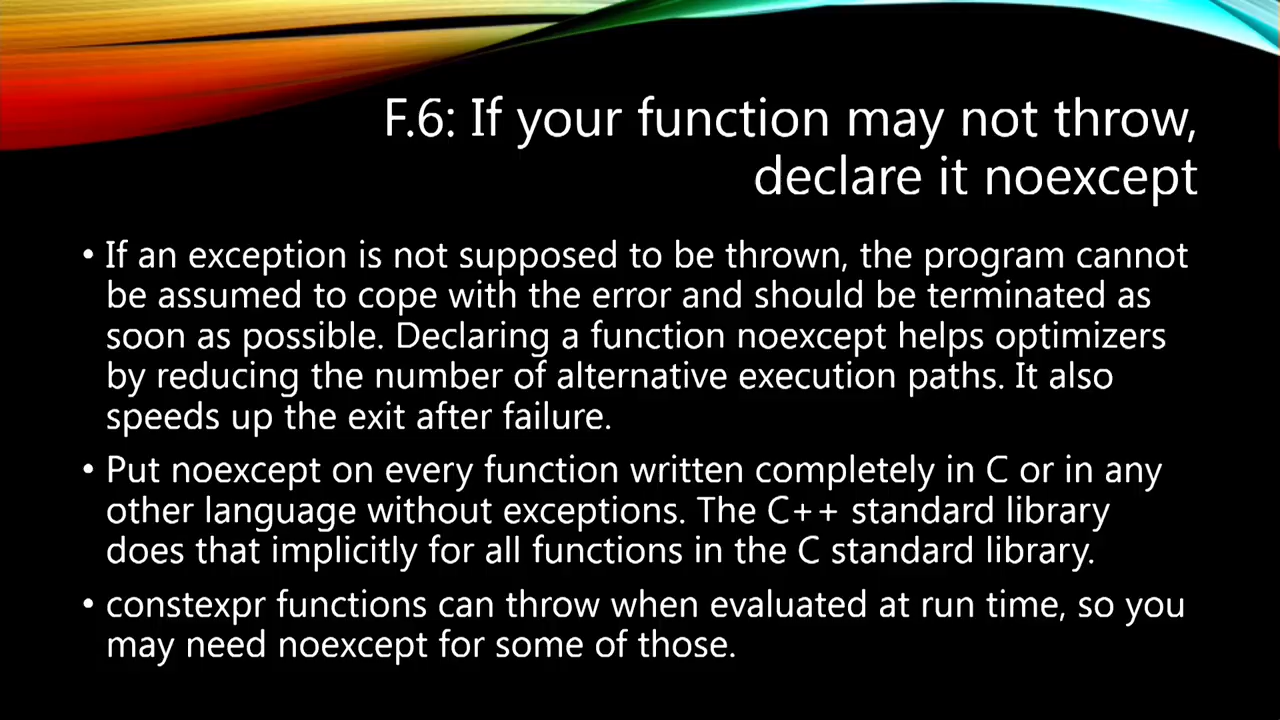 F.6: If your function may not throw,
declare it noexcept
• If an exception is not supposed to be thrown, the program cannot
be assumed to cope with the error and should be terminated as
soon as possible. Declaring a function noexcept helps optimizers
by reducing the number of alternative execution paths. It also
speeds up the exit after failure.
• Put noexcept on every function written completely in C or in any
other language without exceptions. The C++ standard library
does that implicitly for all functions in the C standard library.
• constexpr functions can throw when evaluated at run time, so you
may need noexcept for some of those.